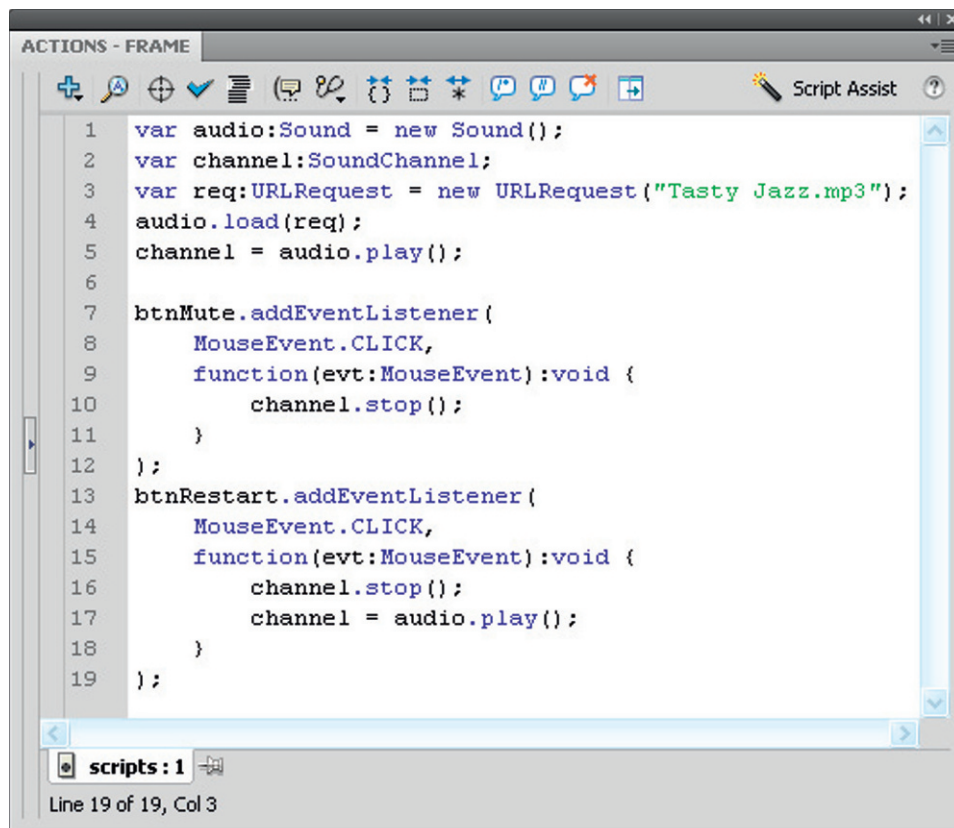 ACTIONS - FRAME
Script Assist
1 var audio:Sound = new Sound();
2 var channel:SoundChannel;
3 var req:URLRequest = new URLRequest("Tasty Jazz.mp3");
4 audio.load(req);
5 channel = audio.play();
6
7 btnMute.addEventListener(
8 MouseEvent.CLICK,
9 function(evt:MouseEvent):void {
10 channel.stop();
11 }
12 );
13 btnRestart.addEventListener(
14 MouseEvent.CLICK,
15 function(evt:MouseEvent):void {
16 channel.stop();
17 channel = audio.play();
18 }
19 );
scripts : 1
Line 19 of 19, Col 3